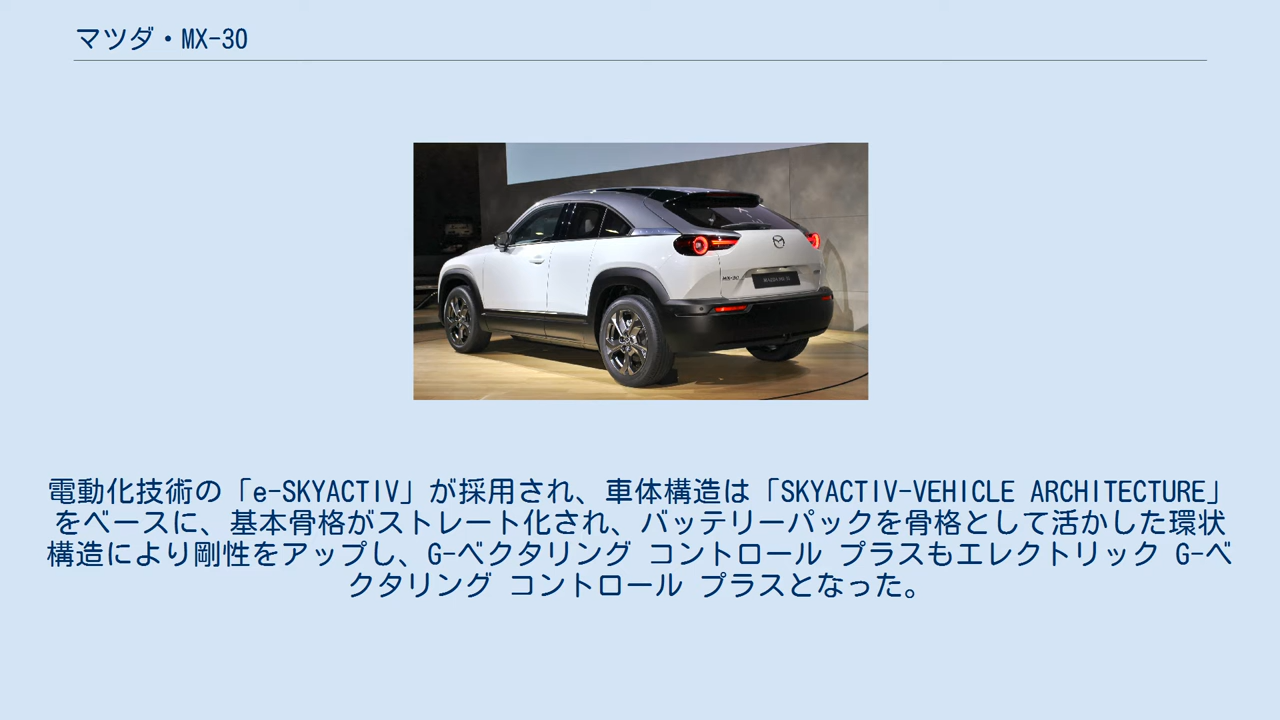 マツダ・MX-30
MX-30
電動化技術の「e-SKYACTIV」が採用され、車体構造は「SKYACTIV-VEHICLE ARCHITECTURE」
をベースに、基本骨格がストレート化され、バッテリーパックを骨格として活かした環状
構造により剛性をアップし、G-ベクタリング コントロール プラスもエレクトリック G-ベ
クタリング コントロール プラスとなった。